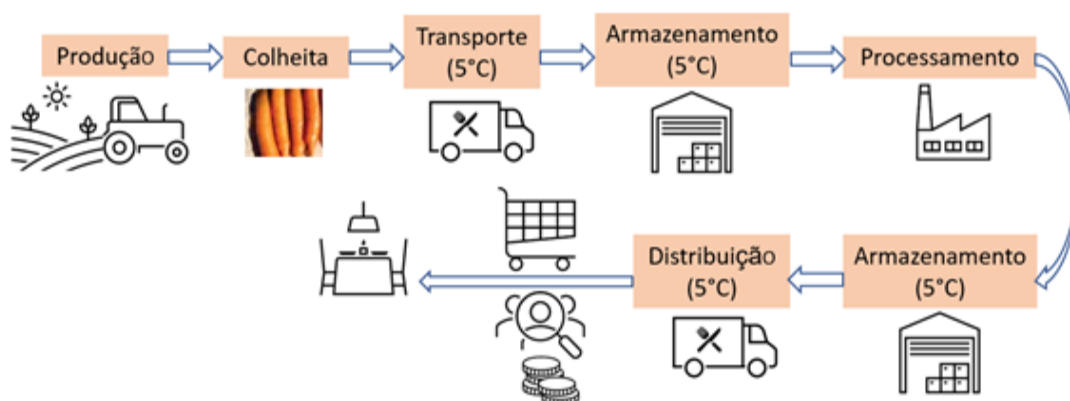 Produção
Colheita
Transporte
(5°C)
Armazenamento
(5°C)
Processamento
Armazenamento
(5°C)
Distribuição
(5°C)